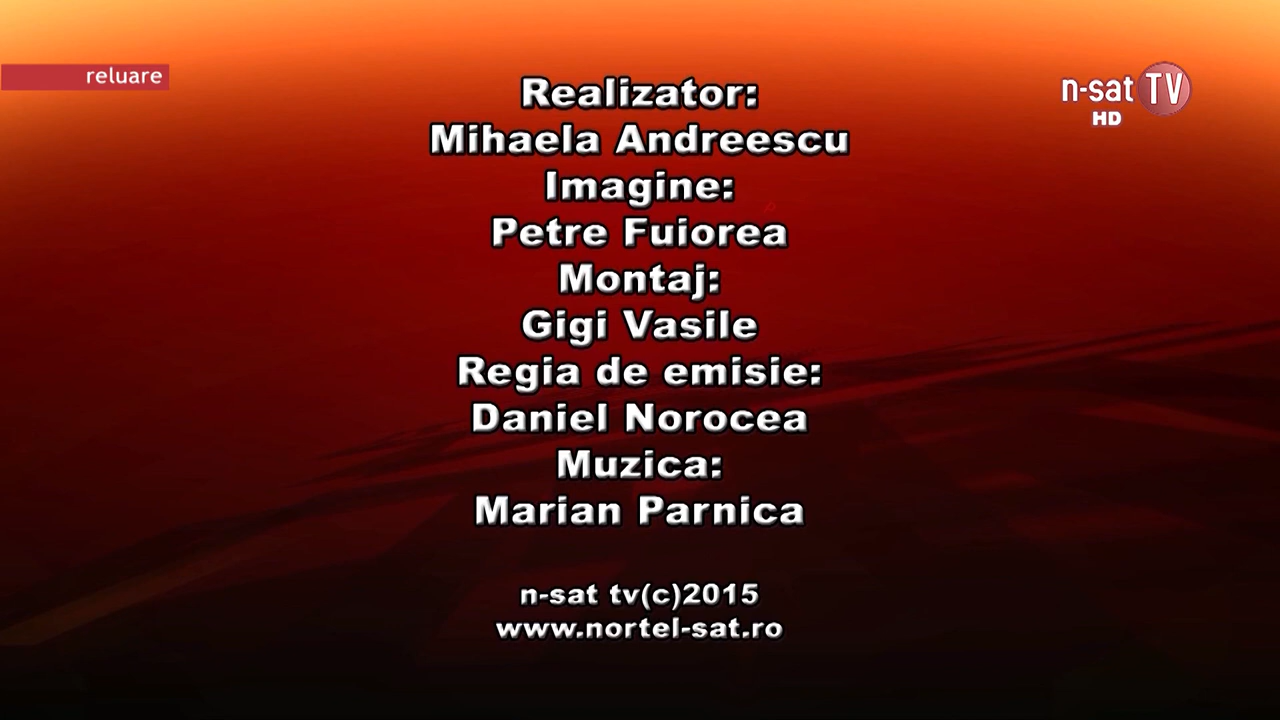 reluare
n-sat TV
HD
Realizator:
Mihaela Andreescu
Imagine:
Petre Fuiorea
Montaj:
Gigi Vasile
Regia de emisie:
Daniel Norocea
Muzica:
Marian Parnica
n-sat tv(c)2015
www.nortel-sat.ro